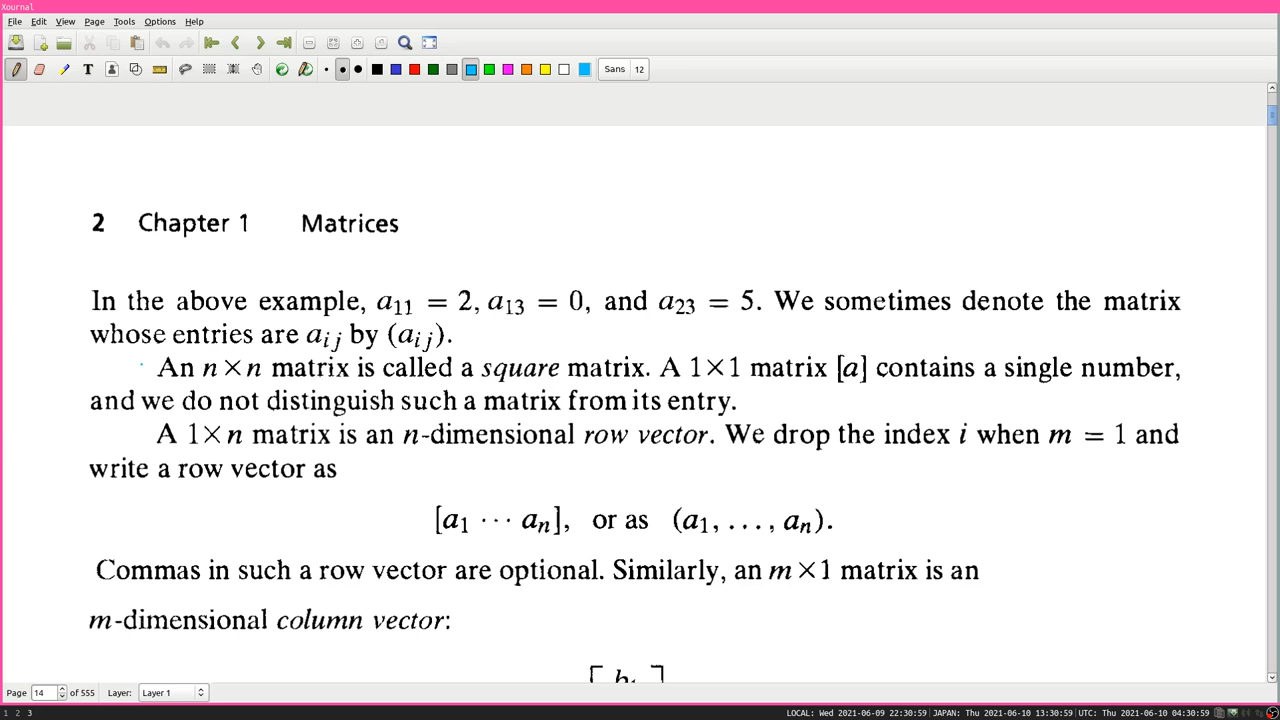 Xournal
File Edit View Page Tools Options Help
T Sans 12
2 Chapter 1 Matrices
In the above example, a₁₁ = 2, a₁₃ = 0, and a₂₃ = 5. We sometimes denote the matrix
whose entries are aᵢⱼ by (aᵢⱼ).
An n × n matrix is called a square matrix. A 1 × 1 matrix [a] contains a single number,
and we do not distinguish such a matrix from its entry.
A 1 × n matrix is an n-dimensional row vector. We drop the index i when m = 1 and
write a row vector as
[a₁ ··· aₙ], or as (a₁, . . . , aₙ).
Commas in such a row vector are optional. Similarly, an m × 1 matrix is an
m-dimensional column vector:
Page 14 of 555 Layer: Layer 1
1 2 3 LOCAL: Wed 2021-06-09 22:30:59|JAPAN: Thu 2021-06-10 13:30:59|UTC: Thu 2021-06-10 04:30:59